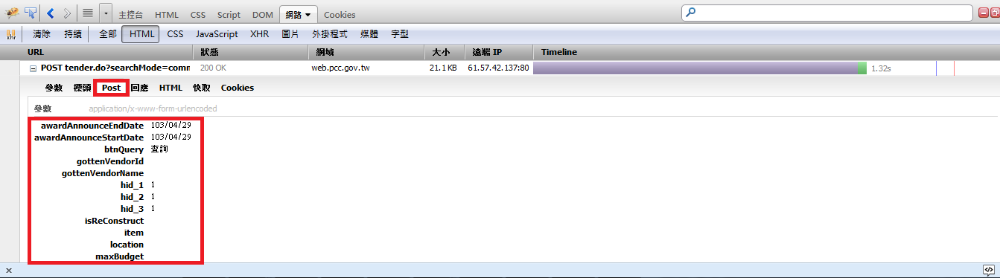 主控台 HTML CSS Script DOM 網路 Cookies
xhr 清除 持續 全部 HTML CSS JavaScript XHR 圖片 外掛程式 媒體 字型
URL 狀態 網域 大小 遠端 IP Timeline
POST tender.do?searchMode=comm 200 OK web.pcc.gov.tw 21.1 KB 61.57.42.137:80 1.32s
參數 標頭 Post 回應 HTML 快取 Cookies
參數 application/x-www-form-urlencoded
awardAnnounceEndDate 103/04/29
awardAnnounceStartDate 103/04/29
btnQuery 查詢
gottenVendorId
gottenVendorName
hid_1 1
hid_2 1
hid_3 1
isReConstruct
item
location
maxBudget